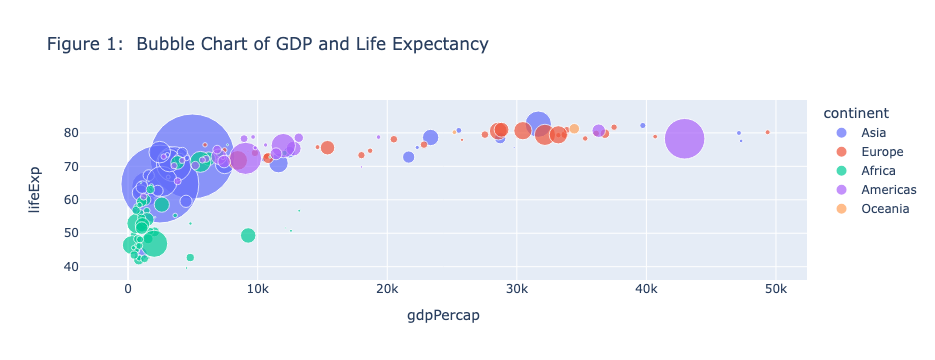 Figure 1:  Bubble Chart of GDP and Life Expectancy
continent
Asia
Europe
Africa
Americas
Oceania
lifeExp
80
70
60
50
40
0 10k 20k 30k 40k 50k
gdpPercap